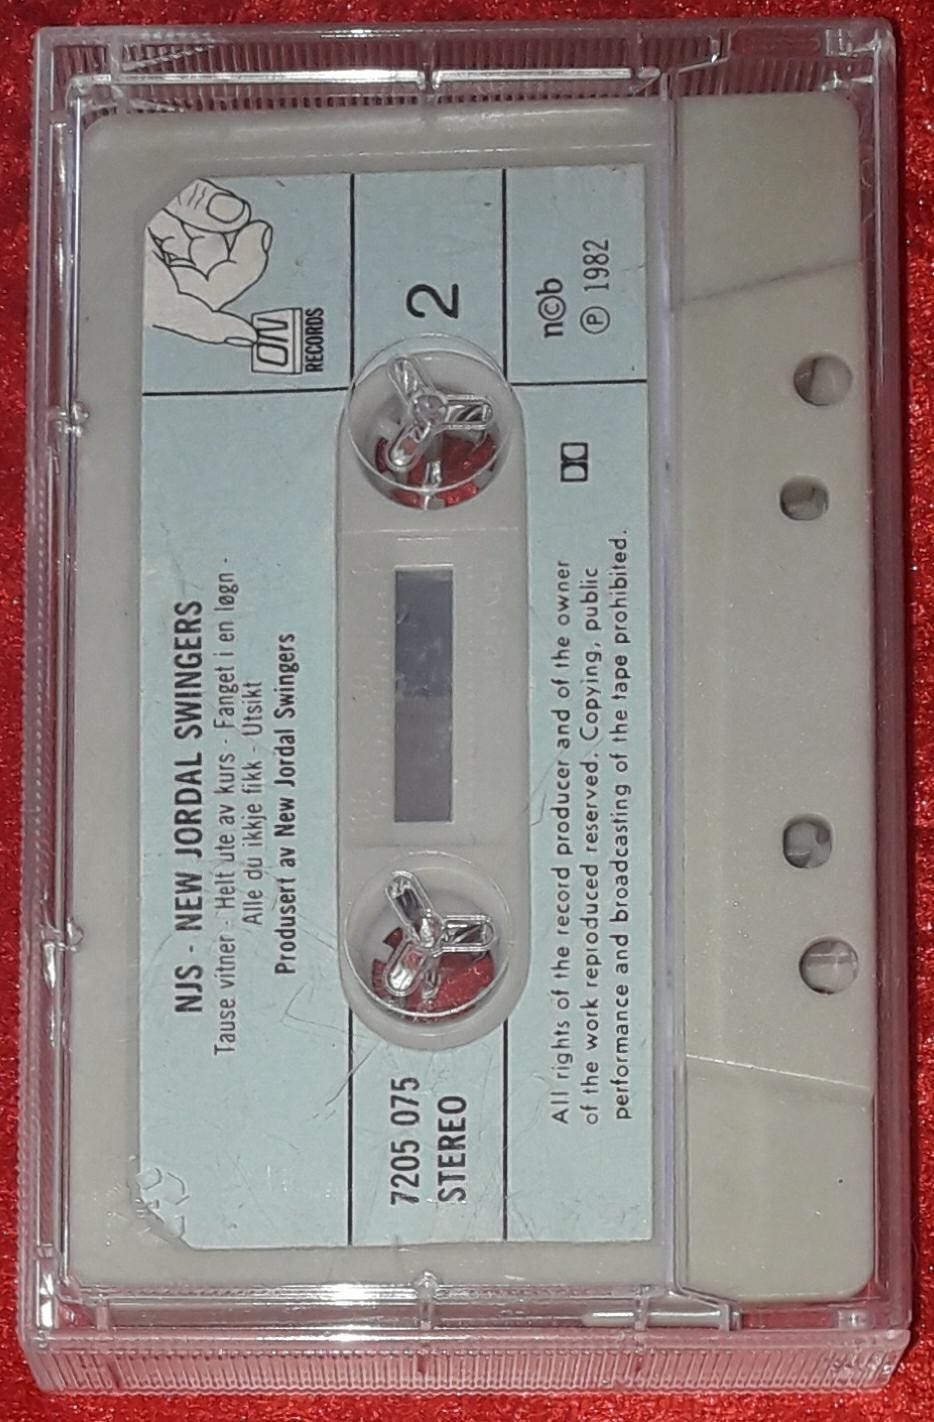 NJS - NEW JORDAL SWINGERS
Tause vitner - Helt ute av kurs - Fanget i en løgn -
Alle du ikkje fikk - Utsikt
Produsert av New Jordal Swingers
ON
RECORDS
7205 075
STEREO
2
All rights of the record producer and of the owner
of the work reproduced reserved. Copying, public
performance and broadcasting of the tape prohibited.
n©b
℗ 1982